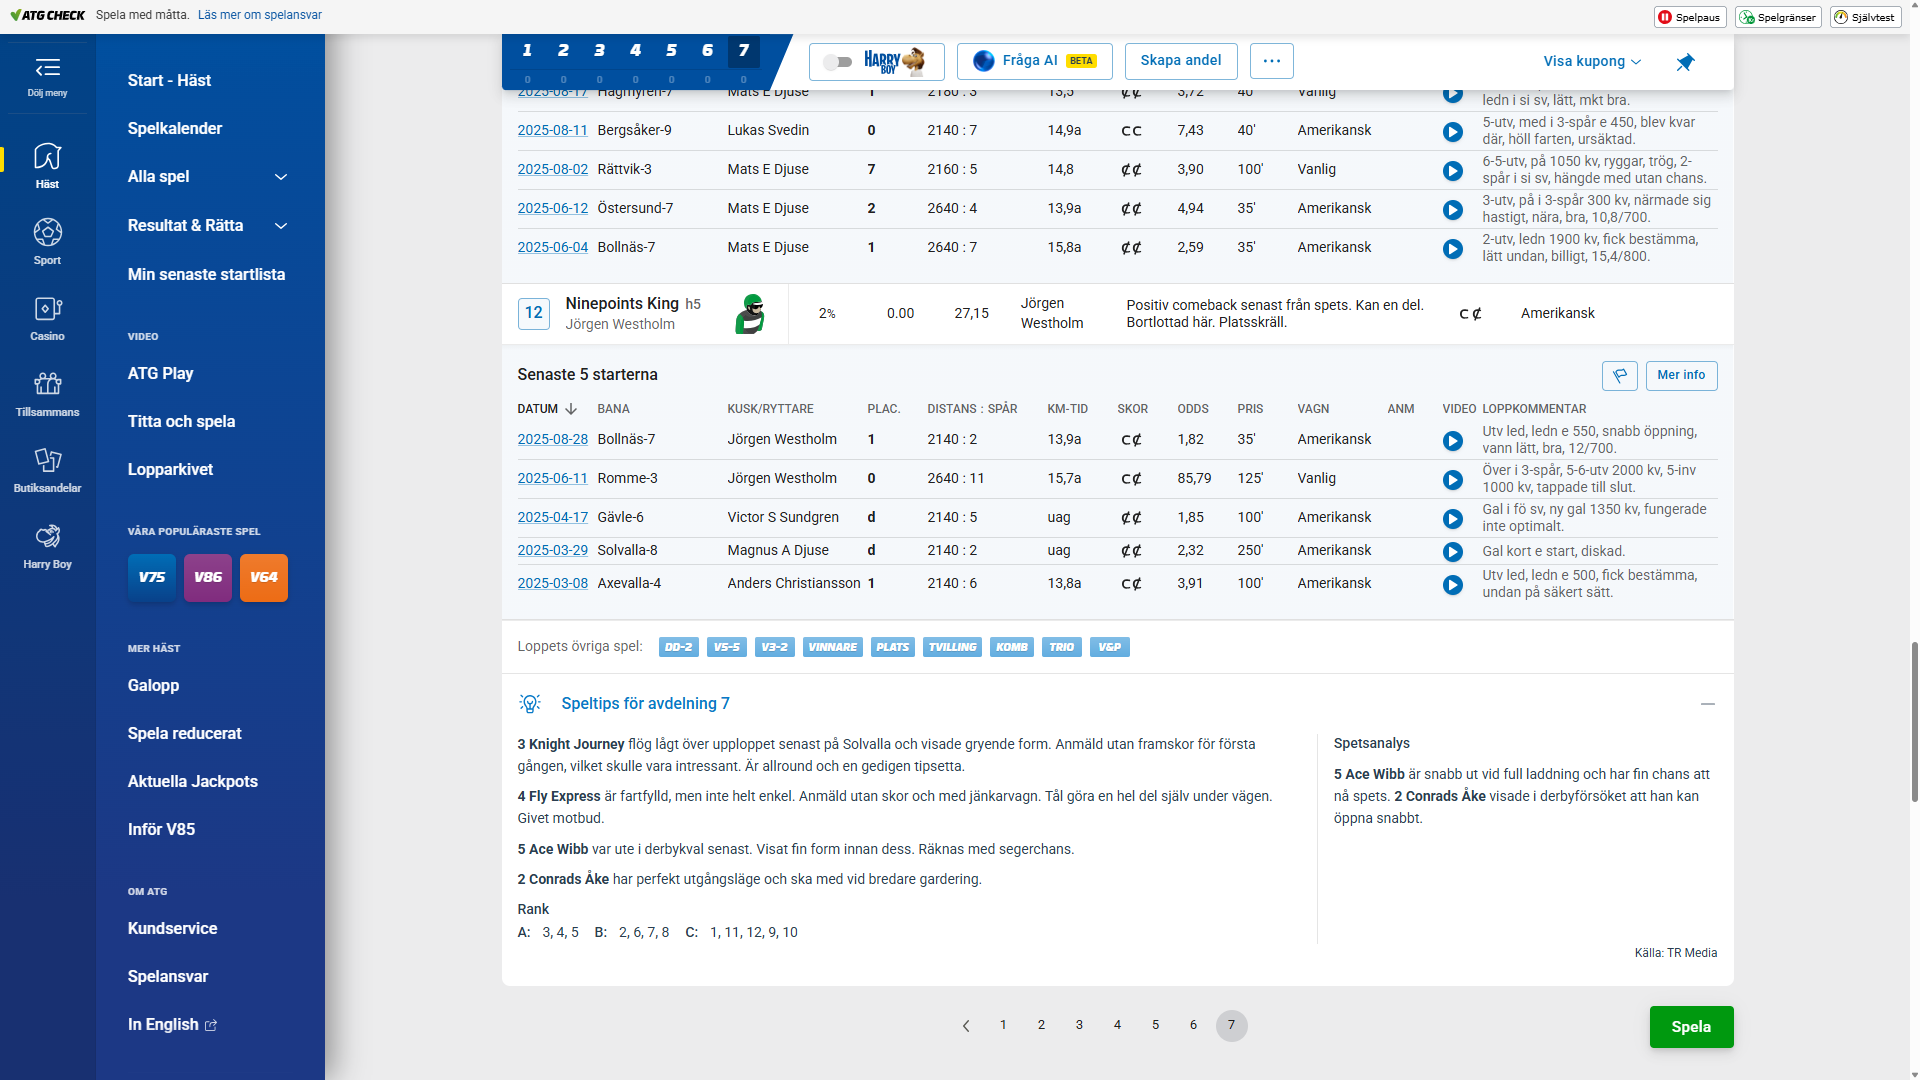 ATG CHECK Spela med måtta. Läs mer om spelansvar
Spelpaus Spelgränser Självtest
Dölj meny
Häst
Sport
Casino
Tillsammans
Butiksandelar
Harry Boy
Start - Häst
Spelkalender
Alla spel
Resultat & Rätta
Min senaste startlista
VIDEO
ATG Play
Titta och spela
Lopparkivet
VÅRA POPULÄRASTE SPEL
V75 V86 V64
MER HÄST
Galopp
Spela reducerat
Aktuella Jackpots
Inför V85
OM ATG
Kundservice
Spelansvar
In English
1 2 3 4 5 6 7
0 0 0 0 0 0 0
HARRY BOY
Fråga AI BETA
Skapa andel
...
Visa kupong
2025-08-17 Hagmyren-7 Mats E Djuse 1 2180 : 3 13,5 ȼȼ 3,72 40' Vanlig
ledn i si sv, lätt, mkt bra.
2025-08-11 Bergsåker-9 Lukas Svedin 0 2140 : 7 14,9a cc 7,43 40' Amerikansk 5-utv, med i 3-spår e 450, blev kvar
där, höll farten, ursäktad.
2025-08-02 Rättvik-3 Mats E Djuse 7 2160 : 5 14,8 ȼȼ 3,90 100' Vanlig 6-5-utv, på 1050 kv, ryggar, trög, 2-
spår i si sv, hängde med utan chans.
2025-06-12 Östersund-7 Mats E Djuse 2 2640 : 4 13,9a ȼȼ 4,94 35' Amerikansk 3-utv, på i 3-spår 300 kv, närmade sig
hastigt, nära, bra, 10,8/700.
2025-06-04 Bollnäs-7 Mats E Djuse 1 2640 : 7 15,8a ȼȼ 2,59 35' Amerikansk 2-utv, ledn 1900 kv, fick bestämma,
lätt undan, billigt, 15,4/800.
12 Ninepoints King h5
Jörgen Westholm
2% 0.00 27,15 Jörgen
Westholm
Positiv comeback senast från spets. Kan en del.
Bortlottad här. Platsskräll.
cȼ Amerikansk
Senaste 5 starterna
Mer info
DATUM BANA KUSK/RYTTARE PLAC. DISTANS : SPÅR KM-TID SKOR ODDS PRIS VAGN ANM VIDEO LOPPKOMMENTAR
2025-08-28 Bollnäs-7 Jörgen Westholm 1 2140 : 2 13,9a cȼ 1,82 35' Amerikansk Utv led, ledn e 550, snabb öppning,
vann lätt, bra, 12/700.
2025-06-11 Romme-3 Jörgen Westholm 0 2640 : 11 15,7a cȼ 85,79 125' Vanlig Över i 3-spår, 5-6-utv 2000 kv, 5-inv
1000 kv, tappade till slut.
2025-04-17 Gävle-6 Victor S Sundgren d 2140 : 5 uag ȼȼ 1,85 100' Amerikansk Gal i fö sv, ny gal 1350 kv, fungerade
inte optimalt.
2025-03-29 Solvalla-8 Magnus A Djuse d 2140 : 2 uag ȼȼ 2,32 250' Amerikansk Gal kort e start, diskad.
2025-03-08 Axevalla-4 Anders Christiansson 1 2140 : 6 13,8a cȼ 3,91 100' Amerikansk Utv led, ledn e 500, fick bestämma,
undan på säkert sätt.
Loppets övriga spel: DD-2 V5-5 V3-2 VINNARE PLATS TVILLING KOMB TRIO V&P
Speltips för avdelning 7
3 Knight Journey flög lågt över upploppet senast på Solvalla och visade gryende form. Anmäld utan framskor för första
gången, vilket skulle vara intressant. Är allround och en gedigen tipsetta.
4 Fly Express är fartfylld, men inte helt enkel. Anmäld utan skor och med jänkarvagn. Tål göra en hel del själv under vägen.
Givet motbud.
5 Ace Wibb var ute i derbykval senast. Visat fin form innan dess. Räknas med segerchans.
2 Conrads Åke har perfekt utgångsläge och ska med vid bredare gardering.
Rank
A: 3, 4, 5 B: 2, 6, 7, 8 C: 1, 11, 12, 9, 10
Spetsanalys
5 Ace Wibb är snabb ut vid full laddning och har fin chans att
nå spets. 2 Conrads Åke visade i derbyförsöket att han kan
öppna snabbt.
Källa: TR Media
1 2 3 4 5 6 7
Spela